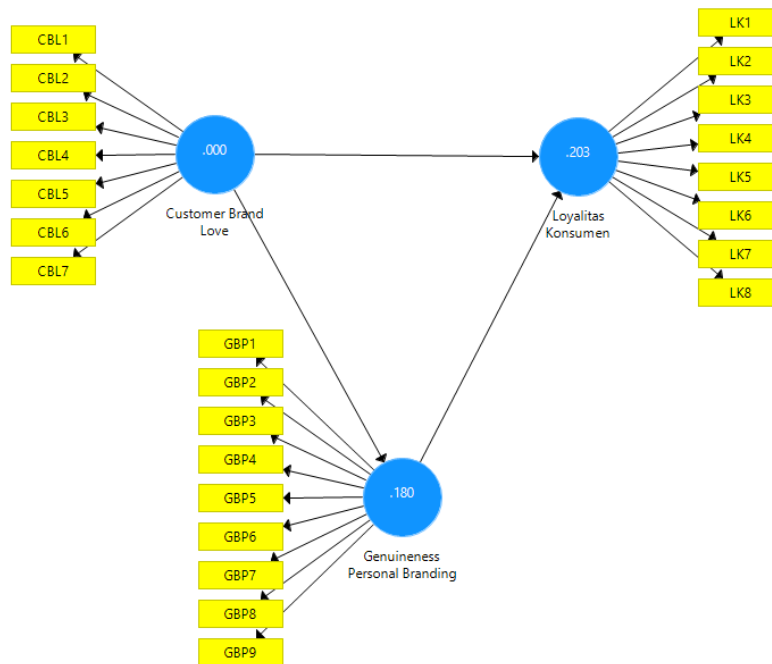 CBL1
CBL2
CBL3
CBL4
CBL5
CBL6
CBL7
.000
Customer Brand
Love
.203
Loyalitas
Konsumen
LK1
LK2
LK3
LK4
LK5
LK6
LK7
LK8
GBP1
GBP2
GBP3
GBP4
GBP5
GBP6
GBP7
GBP8
GBP9
.180
Genuineness
Personal Branding